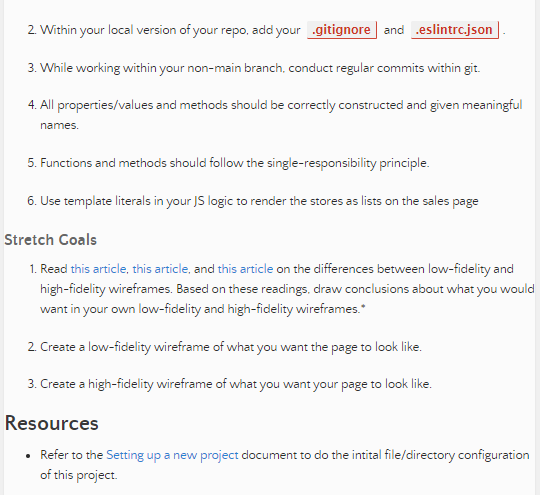 2. Within your local version of your repo, add your .gitignore and .eslintrc.json .
3. While working within your non-main branch, conduct regular commits within git.
4. All properties/values and methods should be correctly constructed and given meaningful
names.
5. Functions and methods should follow the single-responsibility principle.
6. Use template literals in your JS logic to render the stores as lists on the sales page
Stretch Goals
1. Read this article, this article, and this article on the differences between low-fidelity and
high-fidelity wireframes. Based on these readings, draw conclusions about what you would
want in your own low-fidelity and high-fidelity wireframes.*
2. Create a low-fidelity wireframe of what you want the page to look like.
3. Create a high-fidelity wireframe of what you want your page to look like.
Resources
• Refer to the Setting up a new project document to do the intital file/directory configuration
of this project.